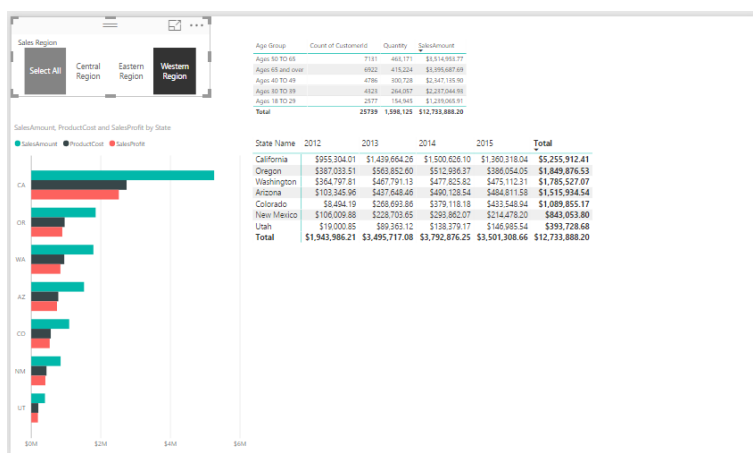 Sales Region
Select All
Central Region
Eastern Region
Western Region
Age Group Count of CustomerId Quantity SalesAmount
Ages 50 TO 65 7131 463,171 $3,514,953.77
Ages 65 and over 6922 415,224 $3,395,687.69
Ages 40 TO 49 4786 300,728 $2,347,135.90
Ages 30 TO 39 4323 264,057 $2,237,044.93
Ages 18 TO 29 2577 154,945 $1,239,065.91
Total 25739 1,598,125 $12,733,888.20
SalesAmount, ProductCost and SalesProfit by State
SalesAmount ProductCost SalesProfit
CA
OR
WA
AZ
CO
NM
UT
$0M $2M $4M $6M
State Name 2012 2013 2014 2015 Total
California $955,304.01 $1,439,664.26 $1,500,626.10 $1,360,318.04 $5,255,912.41
Oregon $387,033.51 $563,852.60 $512,936.37 $386,054.05 $1,849,876.53
Washington $364,797.81 $467,791.13 $477,825.82 $475,112.31 $1,785,527.07
Arizona $103,345.96 $437,648.46 $490,128.54 $484,811.58 $1,515,934.54
Colorado $8,494.19 $268,693.86 $379,118.18 $433,548.94 $1,089,855.17
New Mexico $106,009.88 $228,703.65 $293,862.07 $214,478.20 $843,053.80
Utah $19,000.85 $89,363.12 $138,379.17 $146,985.54 $393,728.68
Total $1,943,986.21 $3,495,717.08 $3,792,876.25 $3,501,308.66 $12,733,888.20